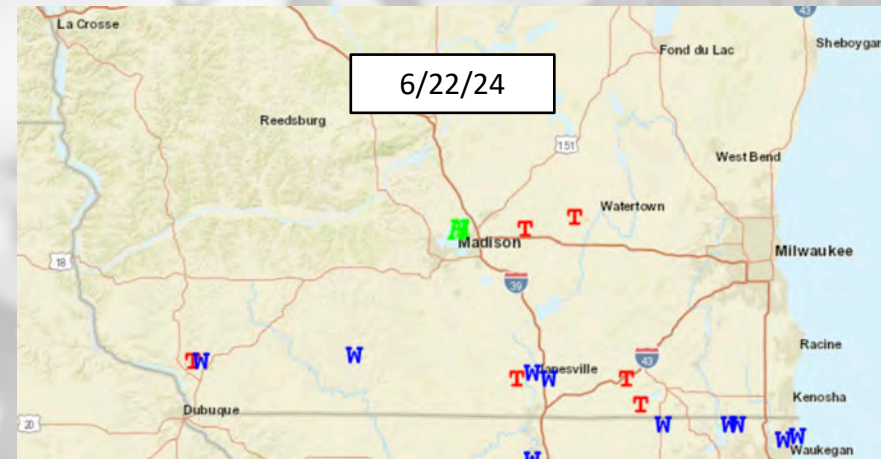 La Crosse
43
Sheboygan
Fond du Lac
6/22/24
Reedsburg
151
West Bend
Watertown
T
T
Madison
Milwaukee
18
39
T W
W
43
Racine
T W W
Janesville
T
T
Kenosha
Dubuque
20
W
W W
W W
Waukegan
W